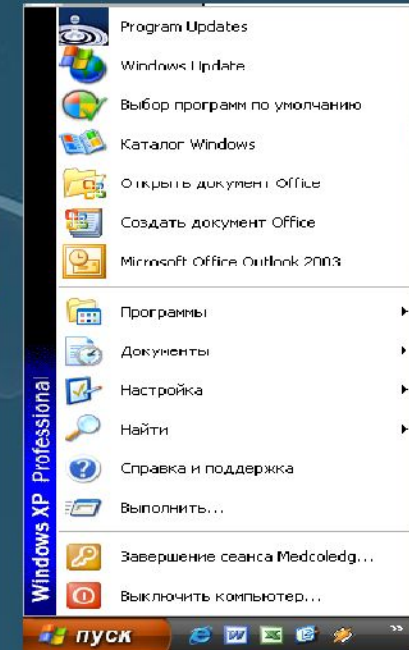 Program Updates
Windows Update
Выбор программ по умолчанию
Каталог Windows
Открыть документ Office
Создать документ Office
Microsoft Office Outlook 2003
Программы
Документы
Настройка
Найти
Справка и поддержка
Выполнить...
Завершение сеанса Medcoledg...
Выключить компьютер...
Windows XP Professional
пуск